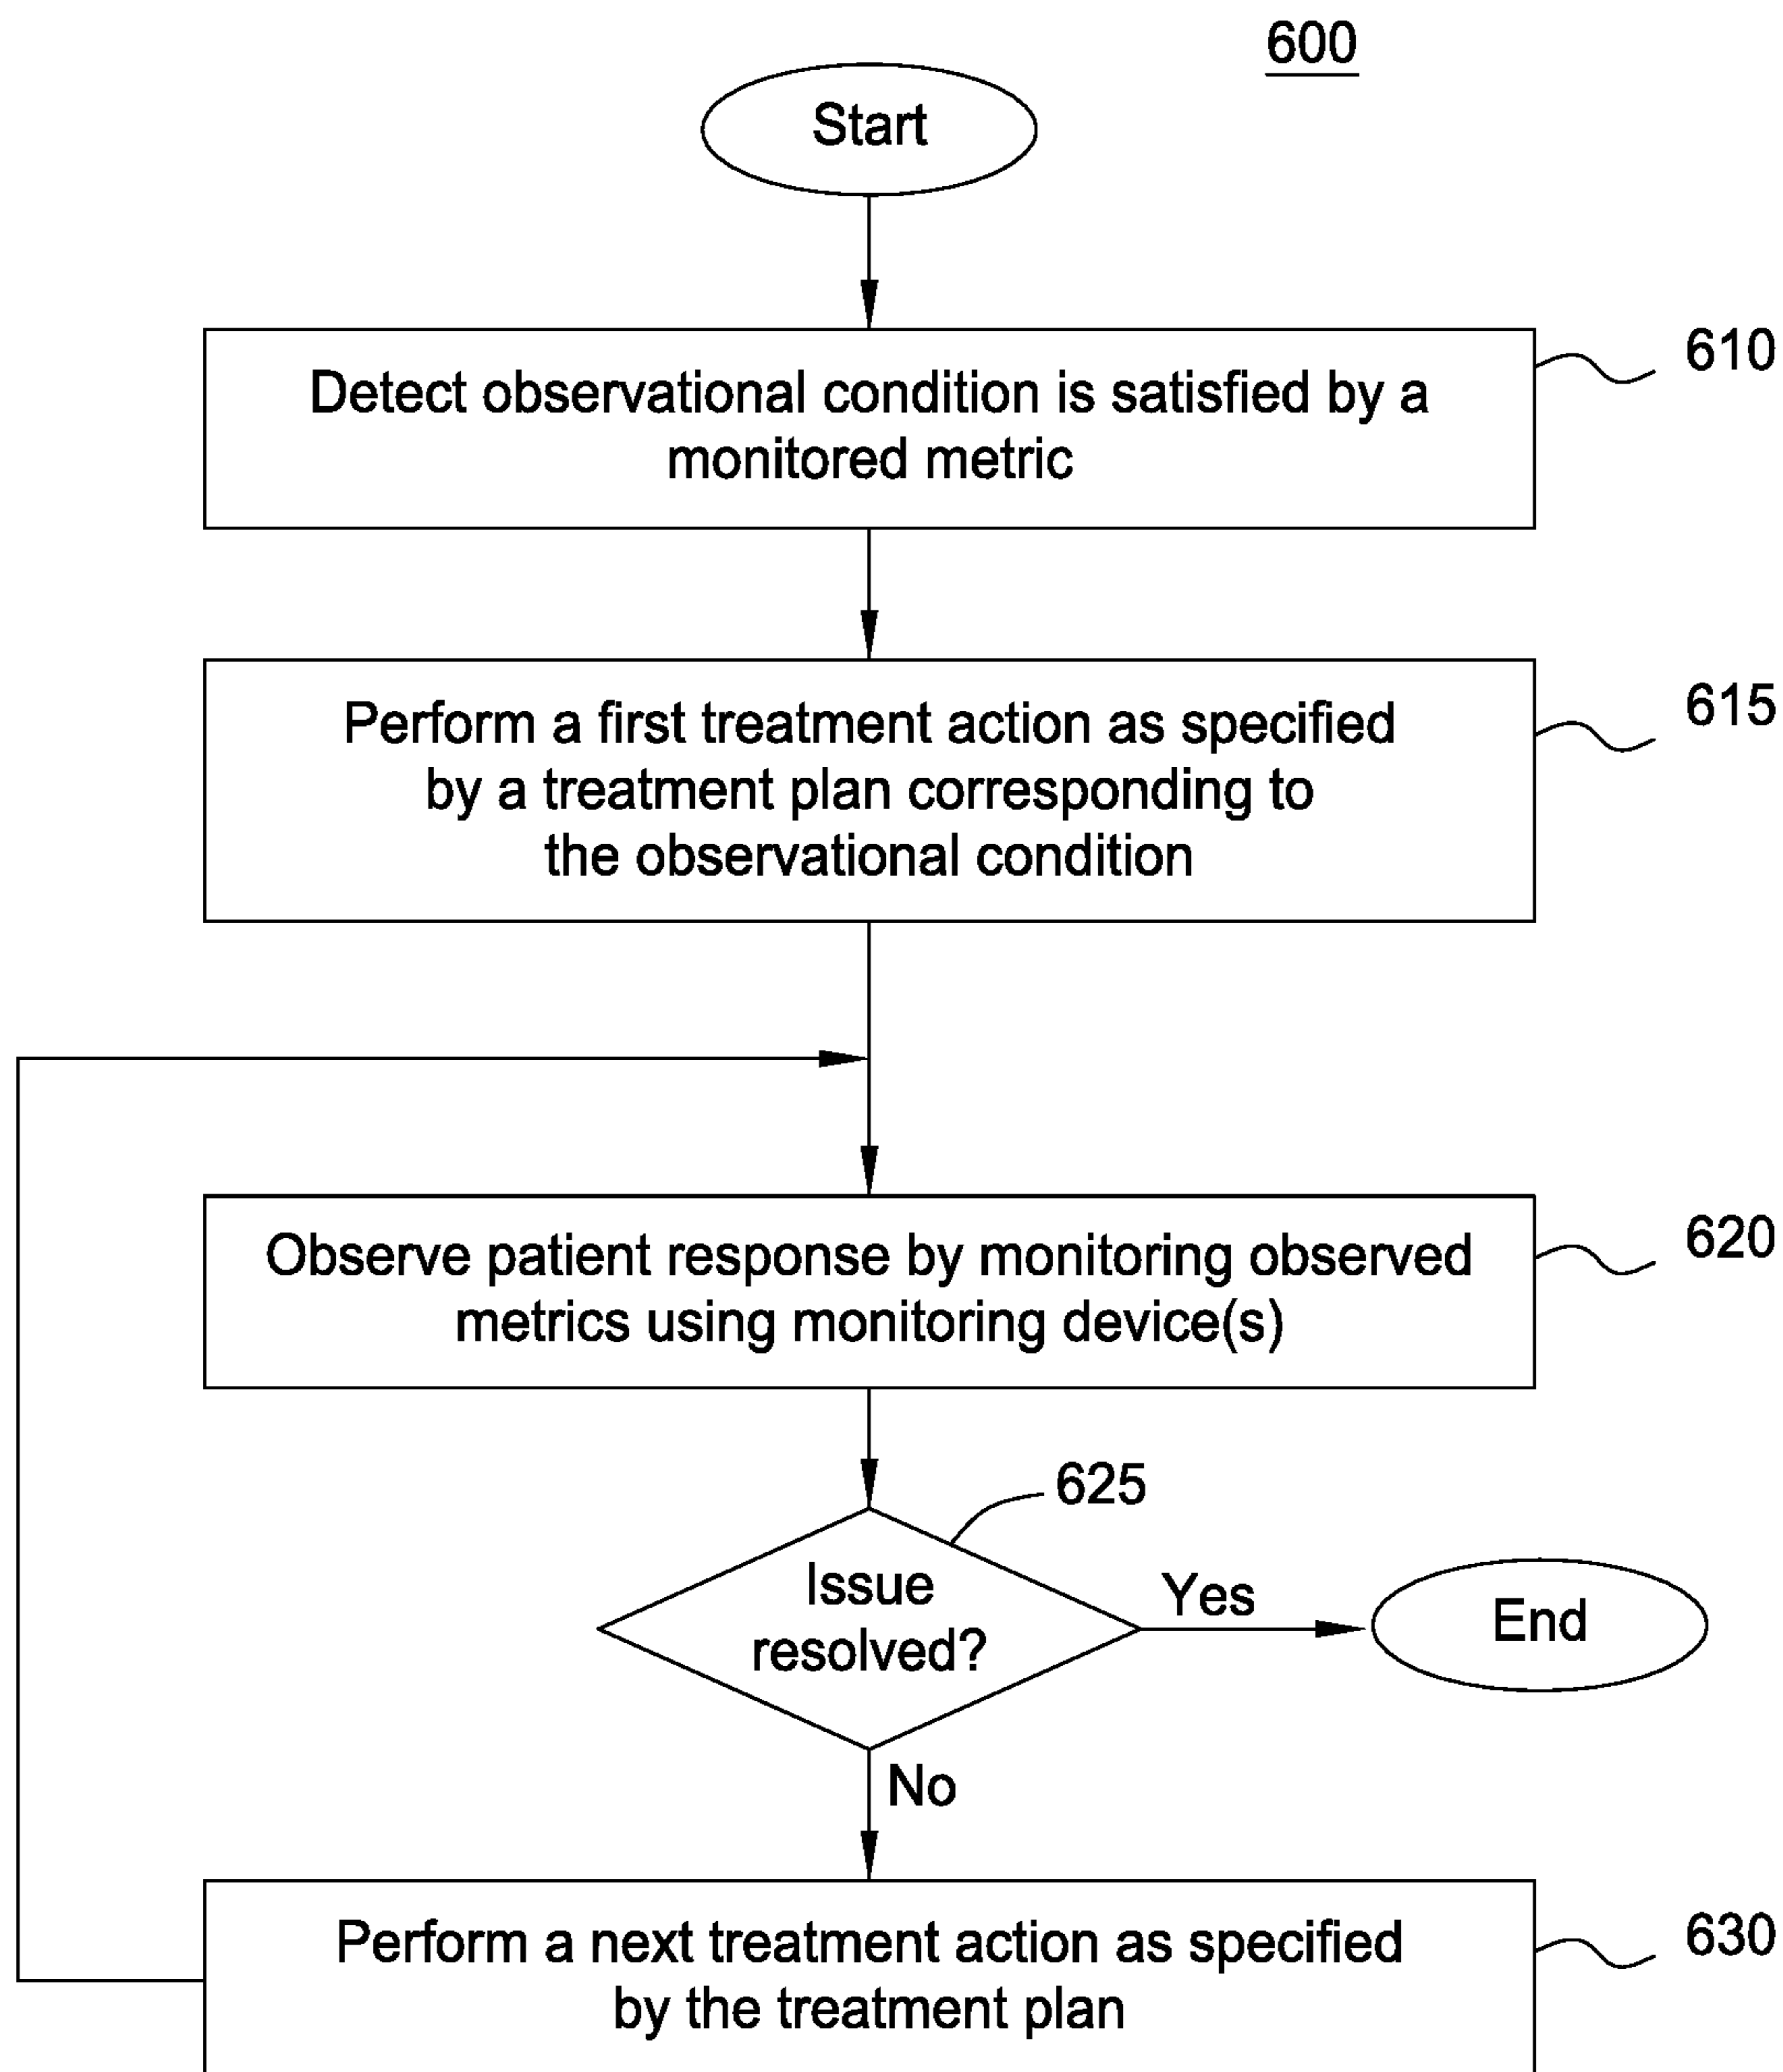 600
Start
610
Detect observational condition is satisfied by a
monitored metric
615
Perform a first treatment action as specified
by a treatment plan corresponding to
the observational condition
620
Observe patient response by monitoring observed
metrics using monitoring device(s)
625
Issue
resolved?
Yes
End
No
630
Perform a next treatment action as specified
by the treatment plan